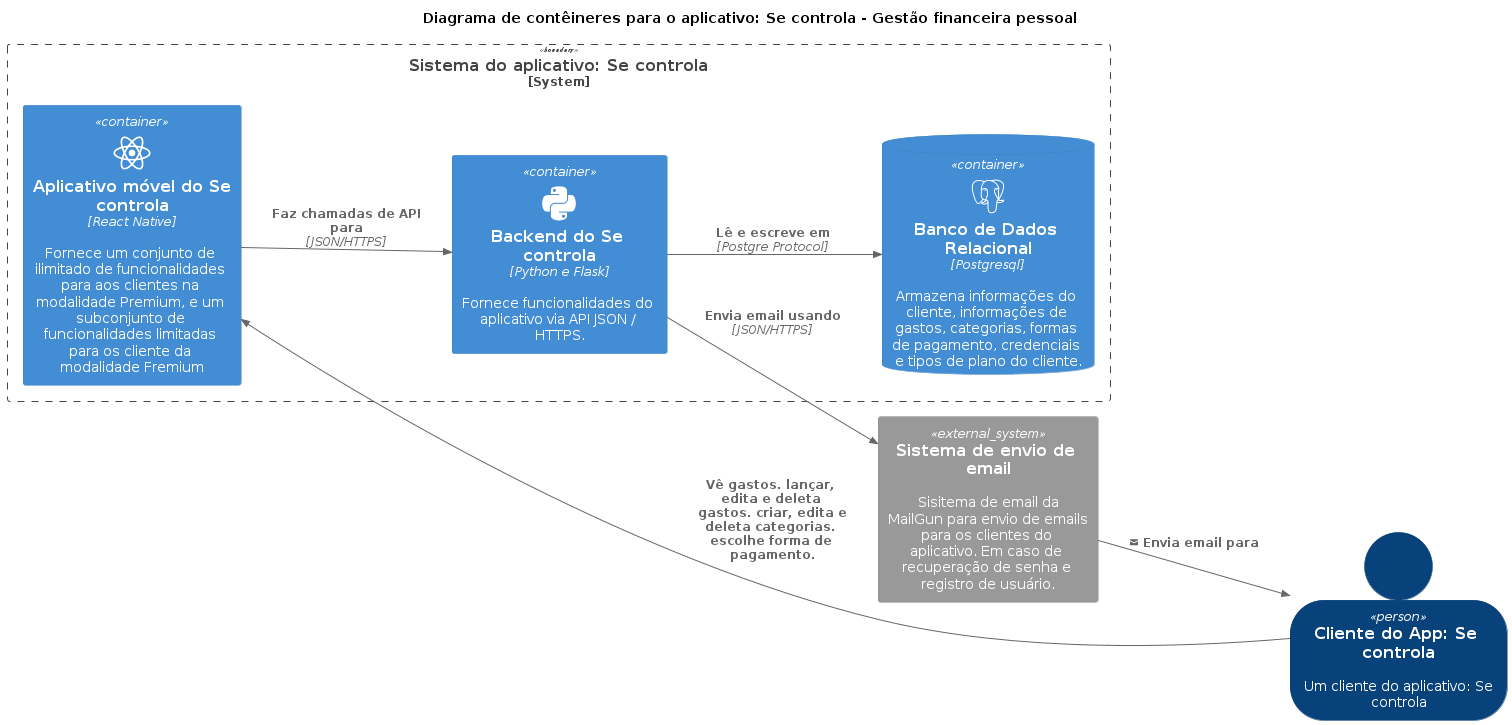 Diagrama de contêineres para o aplicativo: Se controla - Gestão financeira pessoal
«boundary»
Sistema do aplicativo: Se controla
[System]
«container»
Aplicativo móvel do Se
controla
[React Native]
Fornece um conjunto de
ilimitado de funcionalidades
para aos clientes na
modalidade Premium, e um
subconjunto de
funcionalidades limitadas
para os cliente da
modalidade Fremium
Faz chamadas de API
para
[JSON/HTTPS]
«container»
Backend do Se
controla
[Python e Flask]
Fornece funcionalidades do
aplicativo via API JSON /
HTTPS.
Lê e escreve em
[Postgre Protocol]
Envia email usando
[JSON/HTTPS]
«container»
Banco de Dados
Relacional
[Postgresql]
Armazena informações do
cliente, informações de
gastos, categorias, formas
de pagamento, credenciais
e tipos de plano do cliente.
«external_system»
Sistema de envio de
email
Sisitema de email da
MailGun para envio de emails
para os clientes do
aplicativo. Em caso de
recuperação de senha e
registro de usuário.
Vê gastos. lançar,
edita e deleta
gastos. criar, edita e
deleta categorias.
escolhe forma de
pagamento.
Envia email para
«person»
Cliente do App: Se
controla
Um cliente do aplicativo: Se
controla